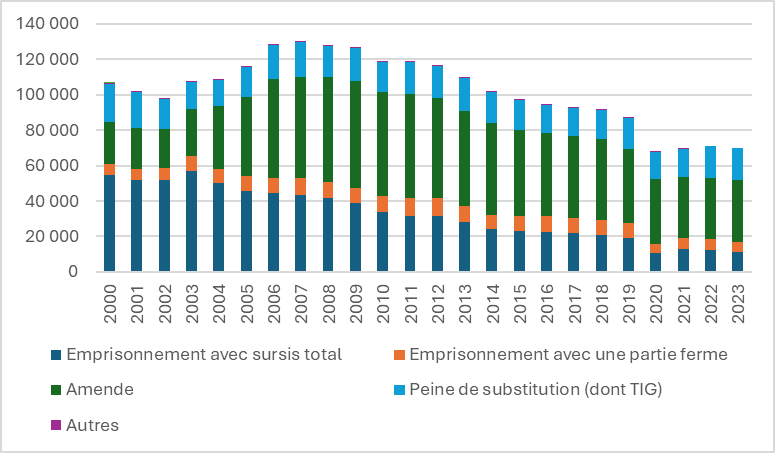 140 000
120 000
100 000
80 000
60 000
40 000
20 000
0
2000 2001 2002 2003 2004 2005 2006 2007 2008 2009 2010 2011 2012 2013 2014 2015 2016 2017 2018 2019 2020 2021 2022 2023
Emprisonnement avec sursis total Emprisonnement avec une partie ferme
Amende Peine de substitution (dont TIG)
Autres